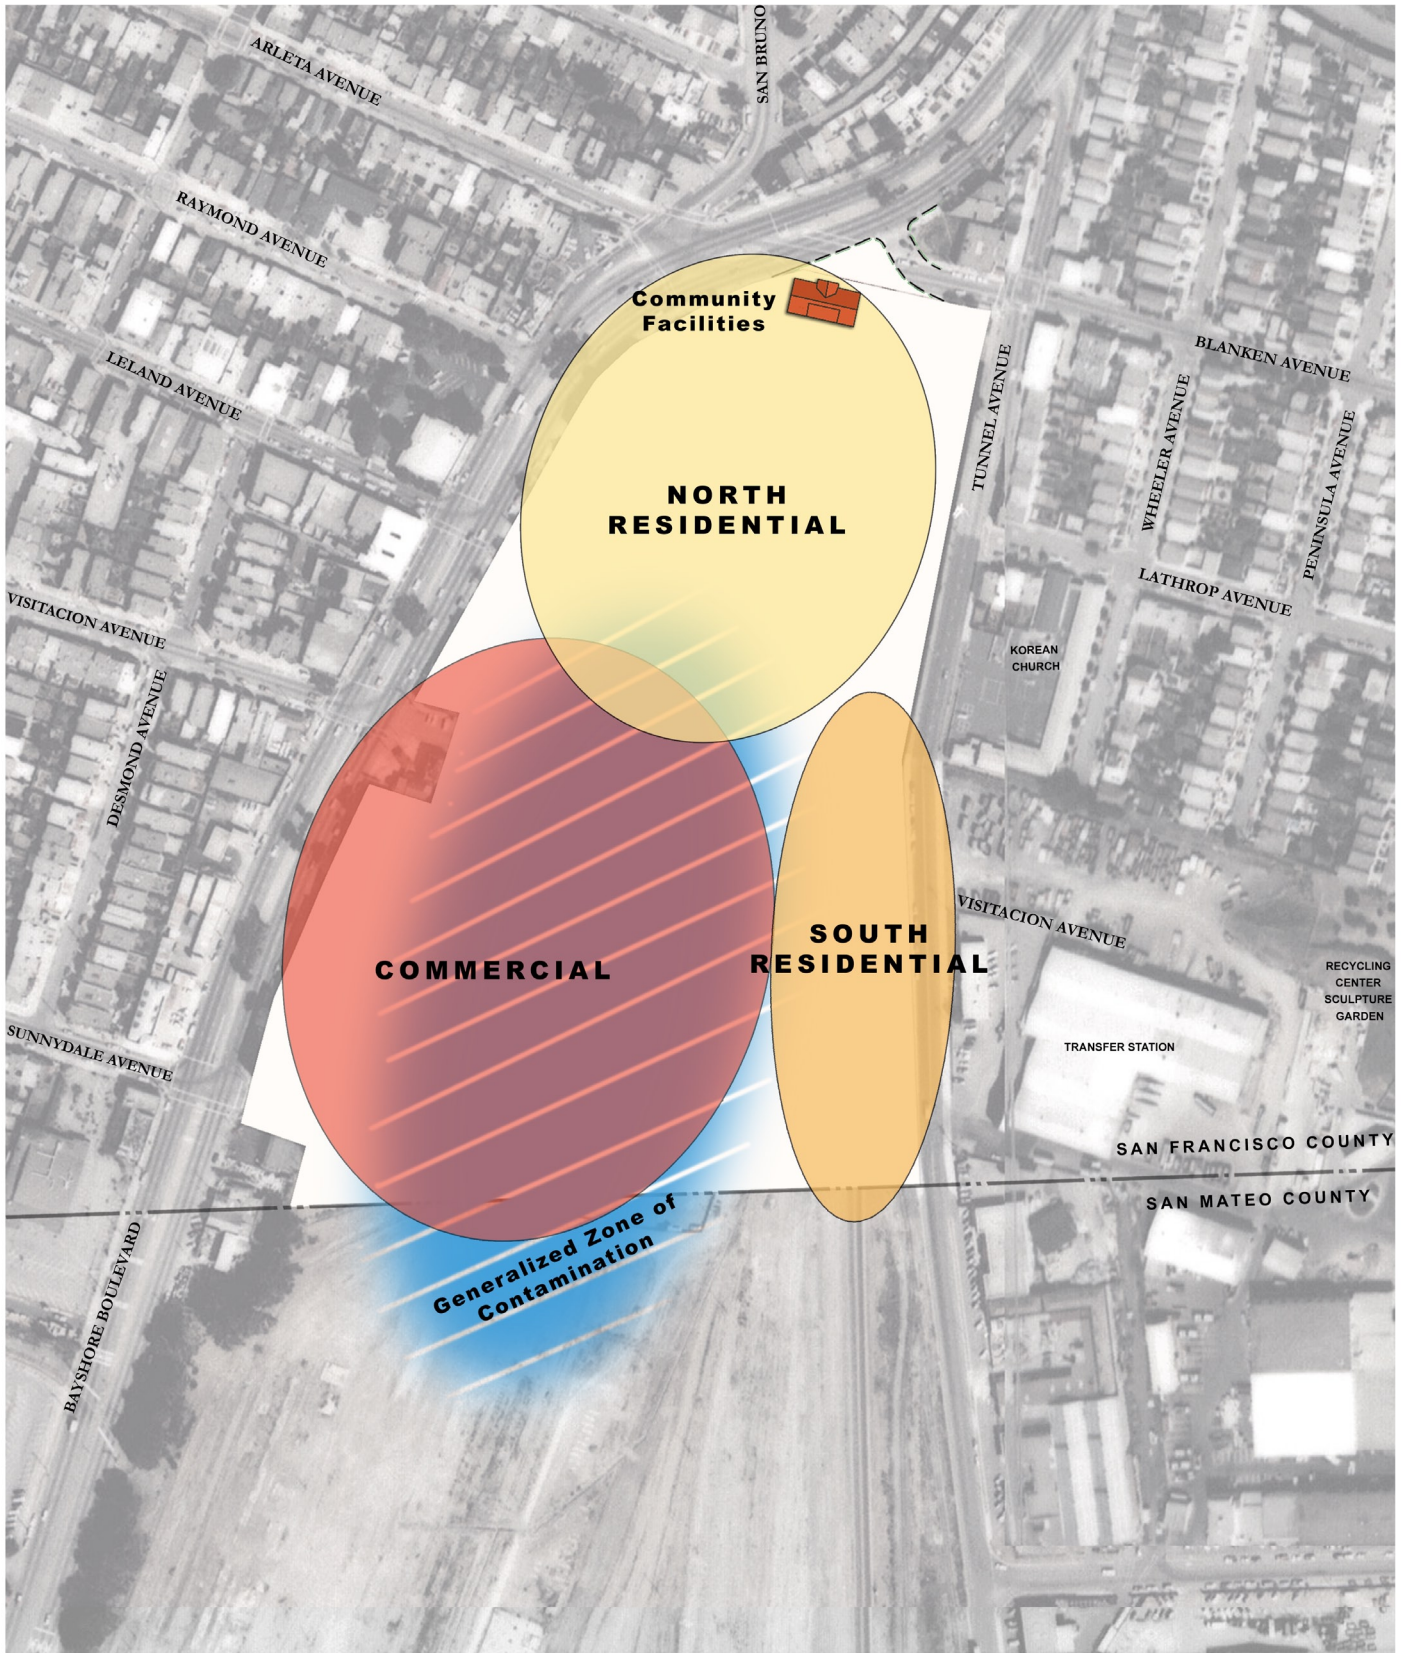 SAN BRUNO
ARLETA AVENUE
RAYMOND AVENUE
Community
Facilities
BLANKEN AVENUE
LELAND AVENUE
TUNNEL AVENUE
WHEELER AVENUE
PENINSULA AVENUE
NORTH
RESIDENTIAL
LATHROP AVENUE
VISITACION AVENUE
KOREAN
CHURCH
DESMOND AVENUE
VISITACION AVENUE
SOUTH
RESIDENTIAL
COMMERCIAL
RECYCLING
CENTER
SCULPTURE
GARDEN
SUNNYDALE AVENUE
TRANSFER STATION
SAN FRANCISCO COUNTY
SAN MATEO COUNTY
Generalized Zone of
Contamination
BAYSHORE BOULEVARD